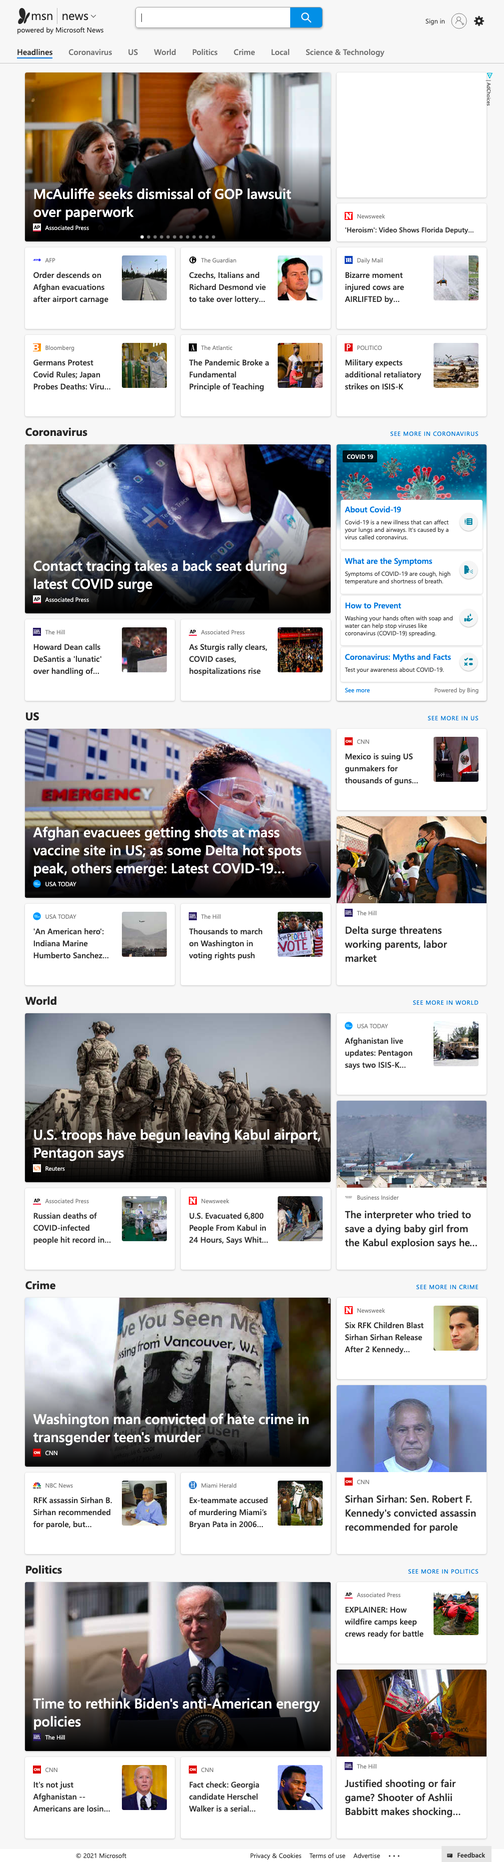 msn news
powered by Microsoft News
Sign in
Headlines Coronavirus US World Politics Crime Local Science & Technology
McAuliffe seeks dismissal of GOP lawsuit
over paperwork
AP Associated Press
AdChoices
Newsweek
'Heroism': Video Shows Florida Deputy...
AFP
Order descends on
Afghan evacuations
after airport carnage
The Guardian
Czechs, Italians and
Richard Desmond vie
to take over lottery...
Daily Mail
Bizarre moment
injured cows are
AIRLIFTED by...
Bloomberg
Germans Protest
Covid Rules; Japan
Probes Deaths: Viru...
The Atlantic
The Pandemic Broke a
Fundamental
Principle of Teaching
POLITICO
Military expects
additional retaliatory
strikes on ISIS-K
Coronavirus
SEE MORE IN CORONAVIRUS
Contact tracing takes a back seat during
latest COVID surge
AP Associated Press
COVID 19
About Covid-19
Covid-19 is a new illness that can affect
your lungs and airways. It's caused by a
virus called coronavirus.
What are the Symptoms
Symptoms of COVID-19 are cough, high
temperature and shortness of breath.
How to Prevent
Washing your hands often with soap and
water can help stop viruses like
coronavirus (COVID-19) spreading.
Coronavirus: Myths and Facts
Test your awareness about COVID-19.
See more
Powered by Bing
The Hill
Howard Dean calls
DeSantis a 'lunatic'
over handling of...
AP Associated Press
As Sturgis rally clears,
COVID cases,
hospitalizations rise
US
SEE MORE IN US
EMERGENCY
Afghan evacuees getting shots at mass
vaccine site in US; as some Delta hot spots
peak, others emerge: Latest COVID-19...
USA TODAY
CNN
Mexico is suing US
gunmakers for
thousands of guns...
The Hill
Delta surge threatens
working parents, labor
market
USA TODAY
'An American hero':
Indiana Marine
Humberto Sanchez...
The Hill
Thousands to march
on Washington in
voting rights push
PEOPLE
VOTE
World
SEE MORE IN WORLD
U.S. troops have begun leaving Kabul airport,
Pentagon says
Reuters
USA TODAY
Afghanistan live
updates: Pentagon
says two ISIS-K...
Business Insider
The interpreter who tried to
save a dying baby girl from
the Kabul explosion says he...
AP Associated Press
Russian deaths of
COVID-infected
people hit record in...
Newsweek
U.S. Evacuated 6,800
People From Kabul in
24 Hours, Says Whit...
Crime
SEE MORE IN CRIME
ve You Seen Me
ssing from Vancouver, WA
Washington man convicted of hate crime in
transgender teen's murder
CNN
Newsweek
Six RFK Children Blast
Sirhan Sirhan Release
After 2 Kennedy...
CNN
Sirhan Sirhan: Sen. Robert F.
Kennedy's convicted assassin
recommended for parole
NBC News
RFK assassin Sirhan B.
Sirhan recommended
for parole, but...
Miami Herald
Ex-teammate accused
of murdering Miami's
Bryan Pata in 2006...
Politics
SEE MORE IN POLITICS
Time to rethink Biden's anti-American energy
policies
The Hill
AP Associated Press
EXPLAINER: How
wildfire camps keep
crews ready for battle
The Hill
Justified shooting or fair
game? Shooter of Ashlii
Babbitt makes shocking...
CNN
It's not just
Afghanistan --
Americans are losin...
CNN
Fact check: Georgia
candidate Herschel
Walker is a serial...
© 2021 Microsoft
Privacy & Cookies Terms of use Advertise ...
Feedback